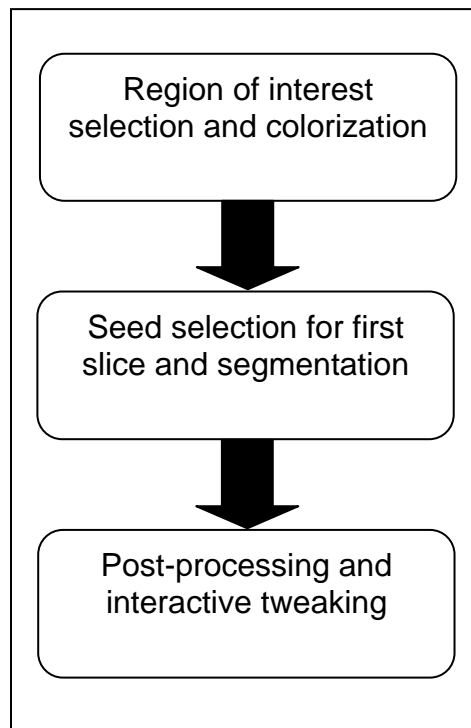 Region of interest
selection and colorization
Seed selection for first
slice and segmentation
Post-processing and
interactive tweaking